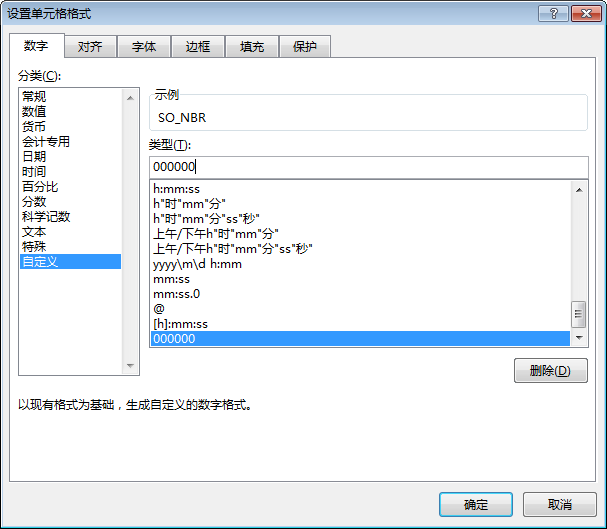 设置单元格格式
数字 对齐 字体 边框 填充 保护
分类(C):
常规
数值
货币
会计专用
日期
时间
百分比
分数
科学记数
文本
特殊
自定义
示例
SO_NBR
类型(T):
000000
h:mm:ss
h"时"mm"分"
h"时"mm"分"ss"秒"
上午/下午h"时"mm"分"
上午/下午h"时"mm"分"ss"秒"
yyyy\m\d h:mm
mm:ss
mm:ss.0
@
[h]:mm:ss
000000
删除(D)
以现有格式为基础，生成自定义的数字格式。
确定 取消